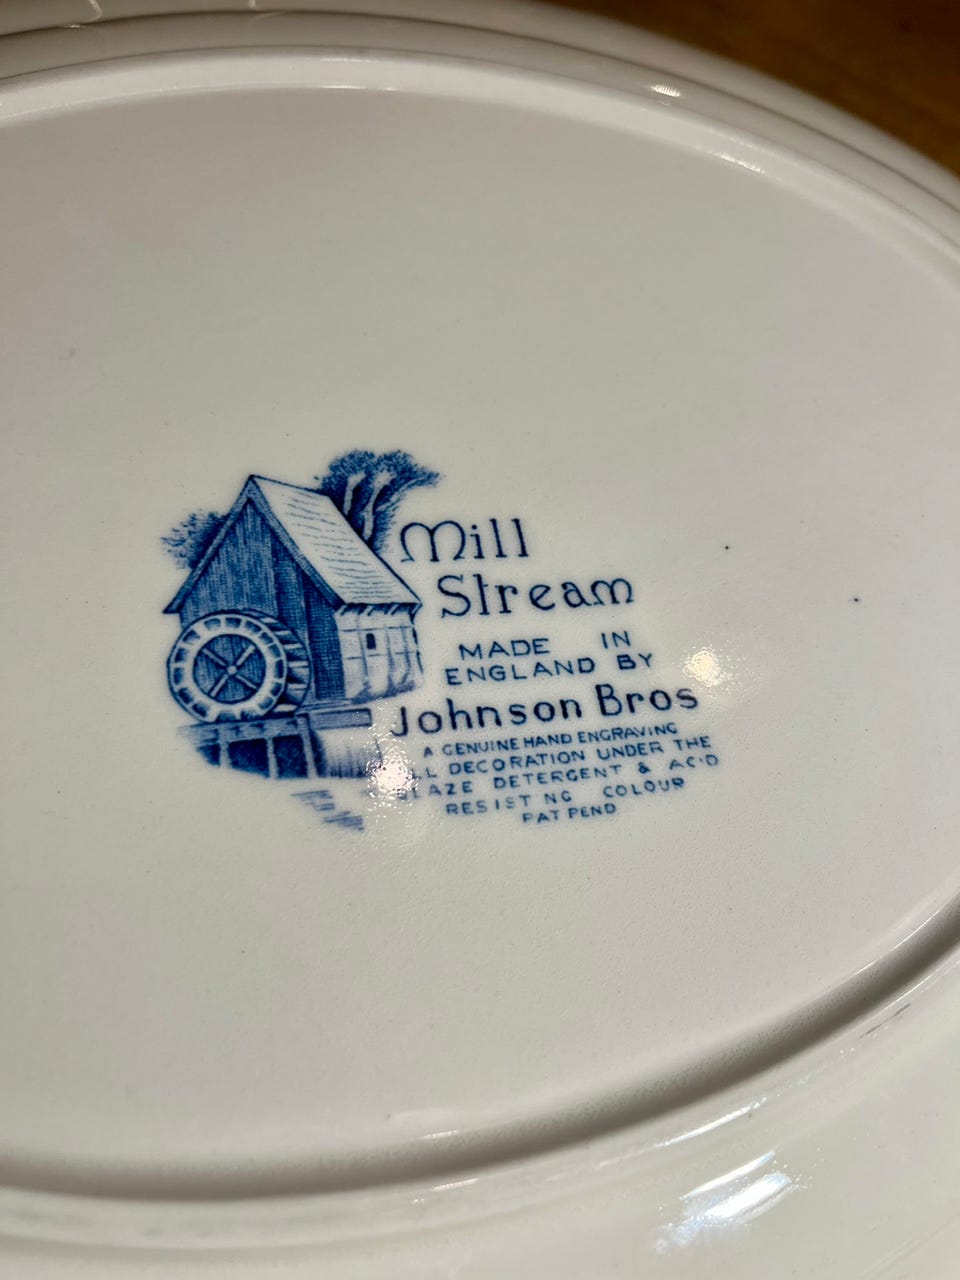 Mill
Stream
MADE IN
ENGLAND BY
Johnson Bros
A GENUINE HAND ENGRAVING
DECORATION UNDER THE
DETERGENT & ACID
RESISTING COLOUR
PAT PEND